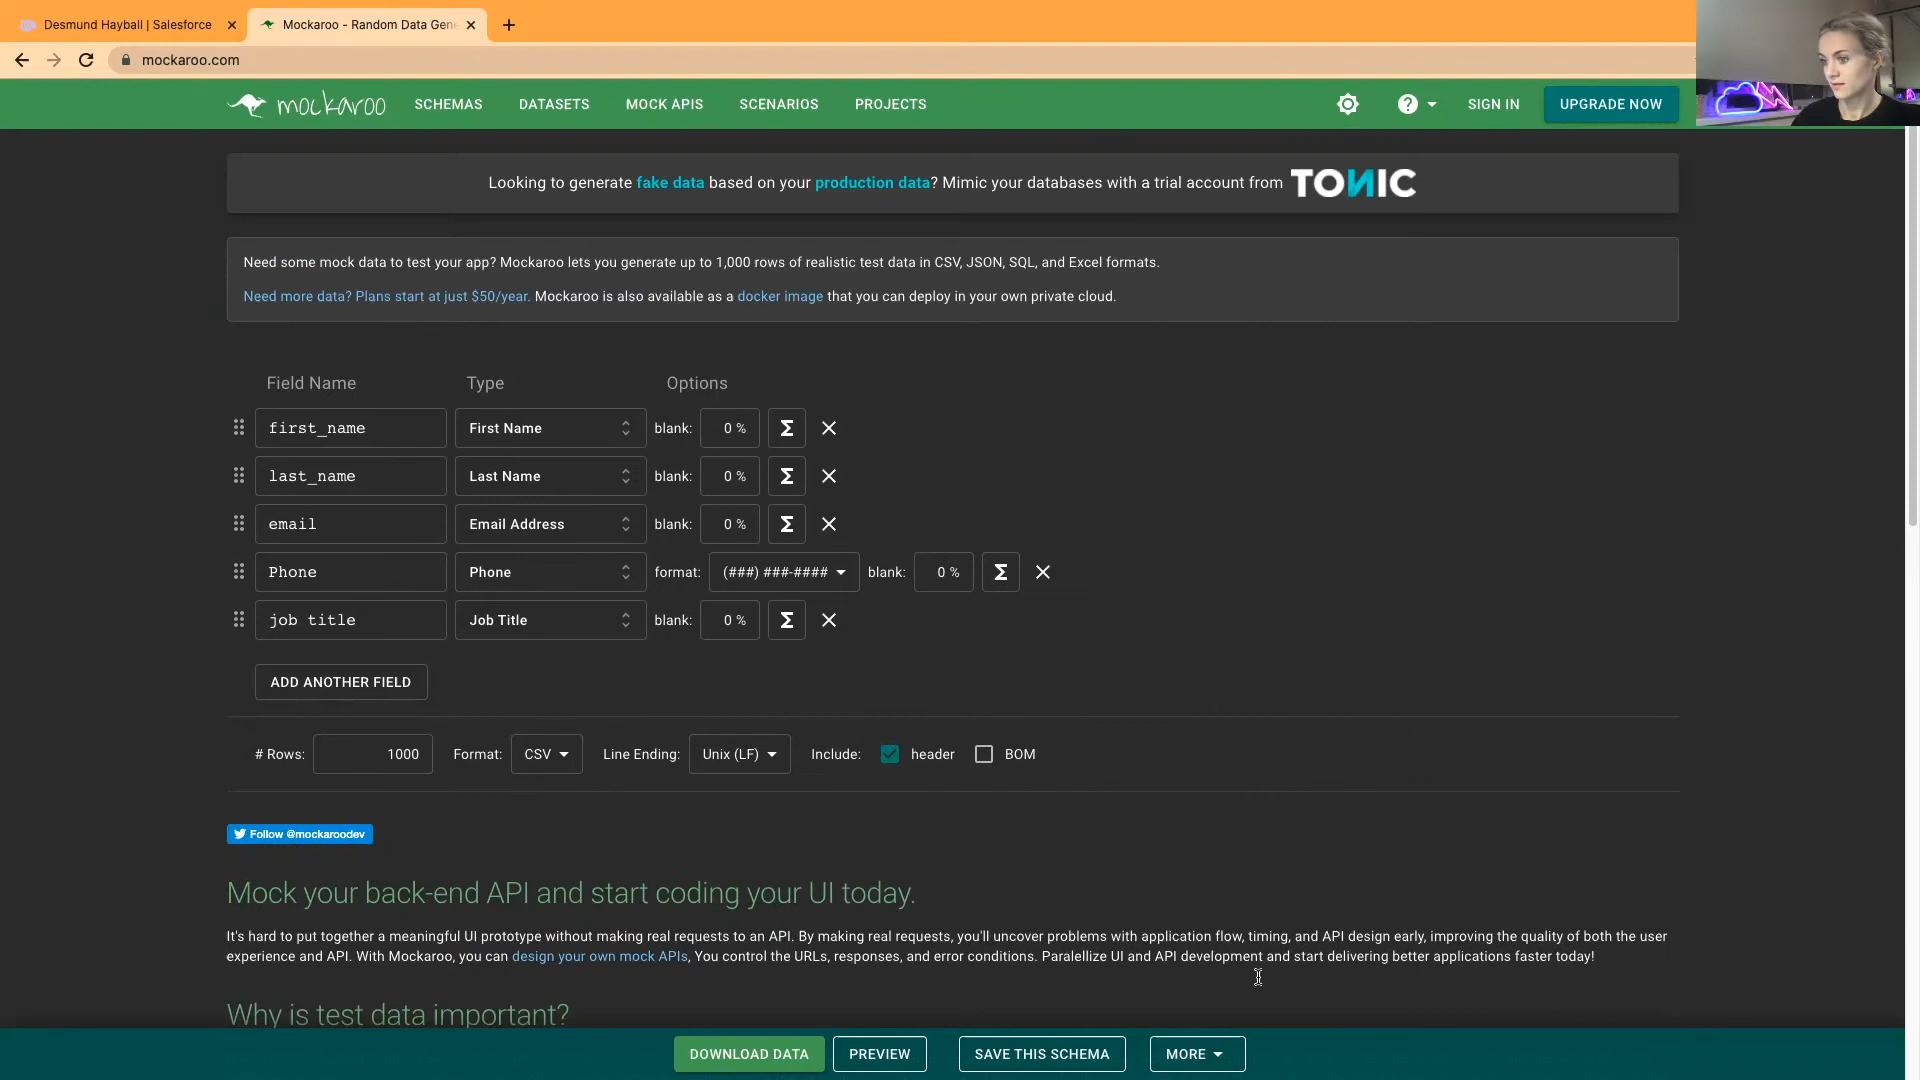 Desmund Hayball | Salesforce
Mockaroo - Random Data Gene
mockaroo.com
mockaroo SCHEMAS DATASETS MOCK APIS SCENARIOS PROJECTS SIGN IN UPGRADE NOW
Looking to generate fake data based on your production data? Mimic your databases with a trial account from TONIC
Need some mock data to test your app? Mockaroo lets you generate up to 1,000 rows of realistic test data in CSV, JSON, SQL, and Excel formats.
Need more data? Plans start at just $50/year. Mockaroo is also available as a docker image that you can deploy in your own private cloud.
Field Name Type Options
first_name First Name blank: 0 % Σ
last_name Last Name blank: 0 % Σ
email Email Address blank: 0 % Σ
Phone Phone format: (###) ###-#### blank: 0 % Σ
job title Job Title blank: 0 % Σ
ADD ANOTHER FIELD
# Rows: 1000 Format: CSV Line Ending: Unix (LF) Include: header BOM
Follow @mockaroodev
Mock your back-end API and start coding your UI today.
It's hard to put together a meaningful UI prototype without making real requests to an API. By making real requests, you'll uncover problems with application flow, timing, and API design early, improving the quality of both the user
experience and API. With Mockaroo, you can design your own mock APIs, You control the URLs, responses, and error conditions. Paralellize UI and API development and start delivering better applications faster today!
Why is test data important?
DOWNLOAD DATA PREVIEW SAVE THIS SCHEMA MORE